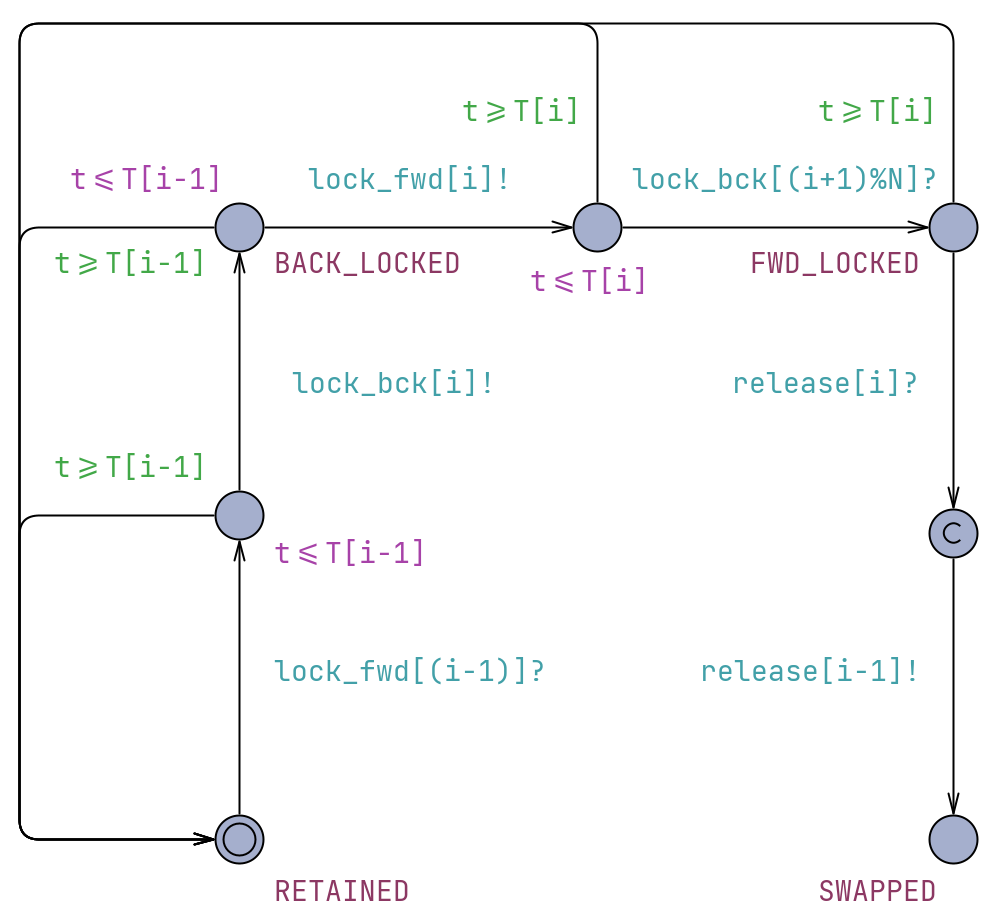 t ⩾ T[i]
t ⩾ T[i]
t ⩽ T[i-1]
lock_fwd[i]!
lock_bck[(i+1)%N]?
t ⩾ T[i-1]
BACK_LOCKED
FWD_LOCKED
t ⩽ T[i]
lock_bck[i]!
release[i]?
t ⩾ T[i-1]
C
t ⩽ T[i-1]
lock_fwd[(i-1)]?
release[i-1]!
RETAINED
SWAPPED